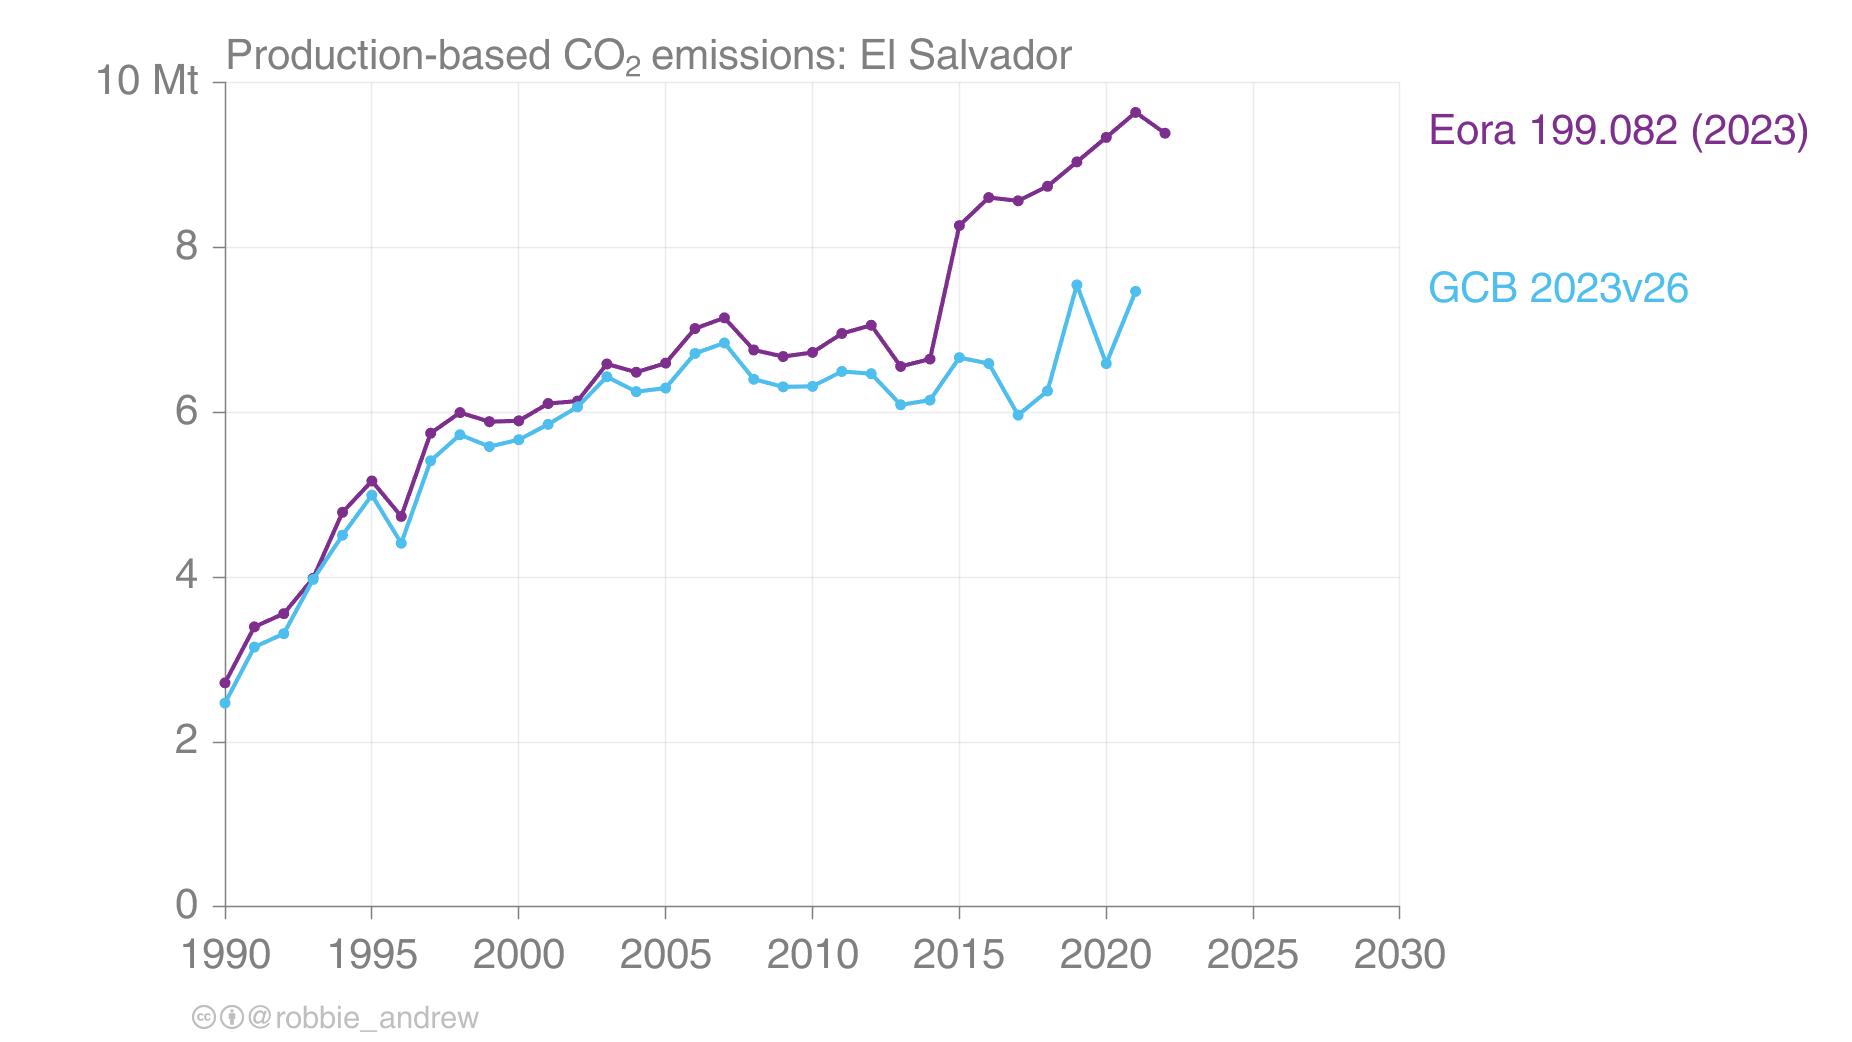 Production-based CO₂ emissions: El Salvador
10 Mt
8
6
4
2
0
1990 1995 2000 2005 2010 2015 2020 2025 2030
Eora 199.082 (2023)
GCB 2023v26
cc @robbie_andrew